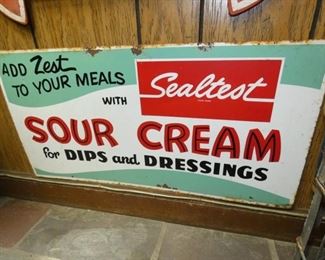 ADD Zest
TO YOUR MEALS
WITH
Sealtest
SOUR CREAM
For DIPS and DRESSINGS